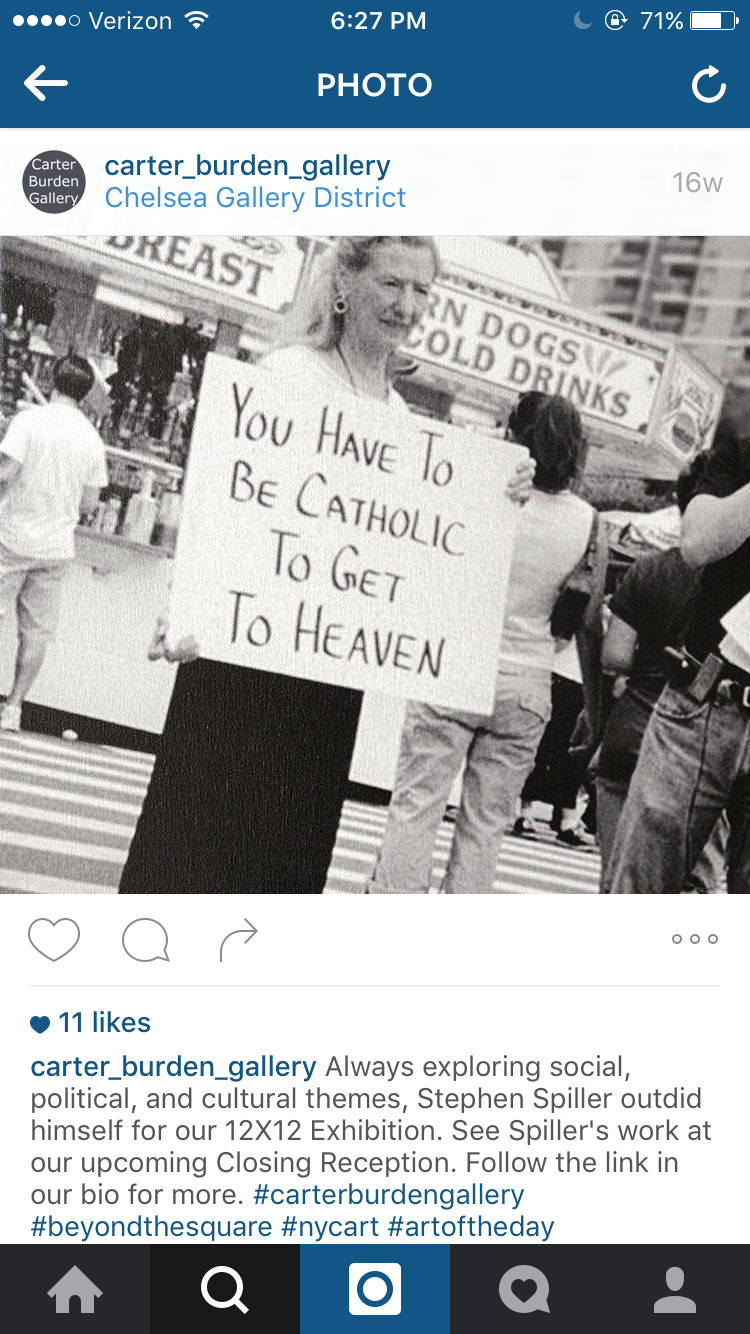 Verizon 6:27 PM 71%
PHOTO
Carter
Burden
Gallery
carter_burden_gallery
Chelsea Gallery District
16w
BREAST
RN DOGS
COLD DRINKS
You Have To
Be Catholic
To Get
To Heaven
11 likes
carter_burden_gallery Always exploring social,
political, and cultural themes, Stephen Spiller outdid
himself for our 12X12 Exhibition. See Spiller's work at
our upcoming Closing Reception. Follow the link in
our bio for more. #carterburdengallery
#beyondthesquare #nycart #artoftheday